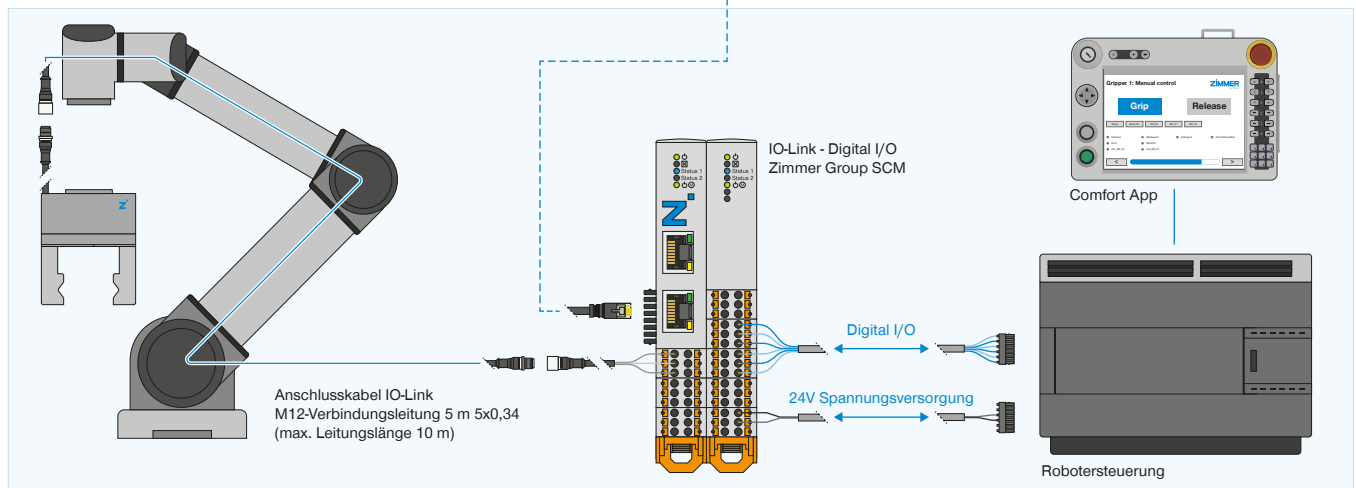 Gripper 1: Manual control
ZIMMER
Grip
Release
Comfort App
IO-Link - Digital I/O
Zimmer Group SCM
Status 1
Status 2
Status 1
Status 2
Z
Z
Digital I/O
24V Spannungsversorgung
Anschlusskabel IO-Link
M12-Verbindungsleitung 5 m 5x0,34
(max. Leitungslänge 10 m)
Robotersteuerung